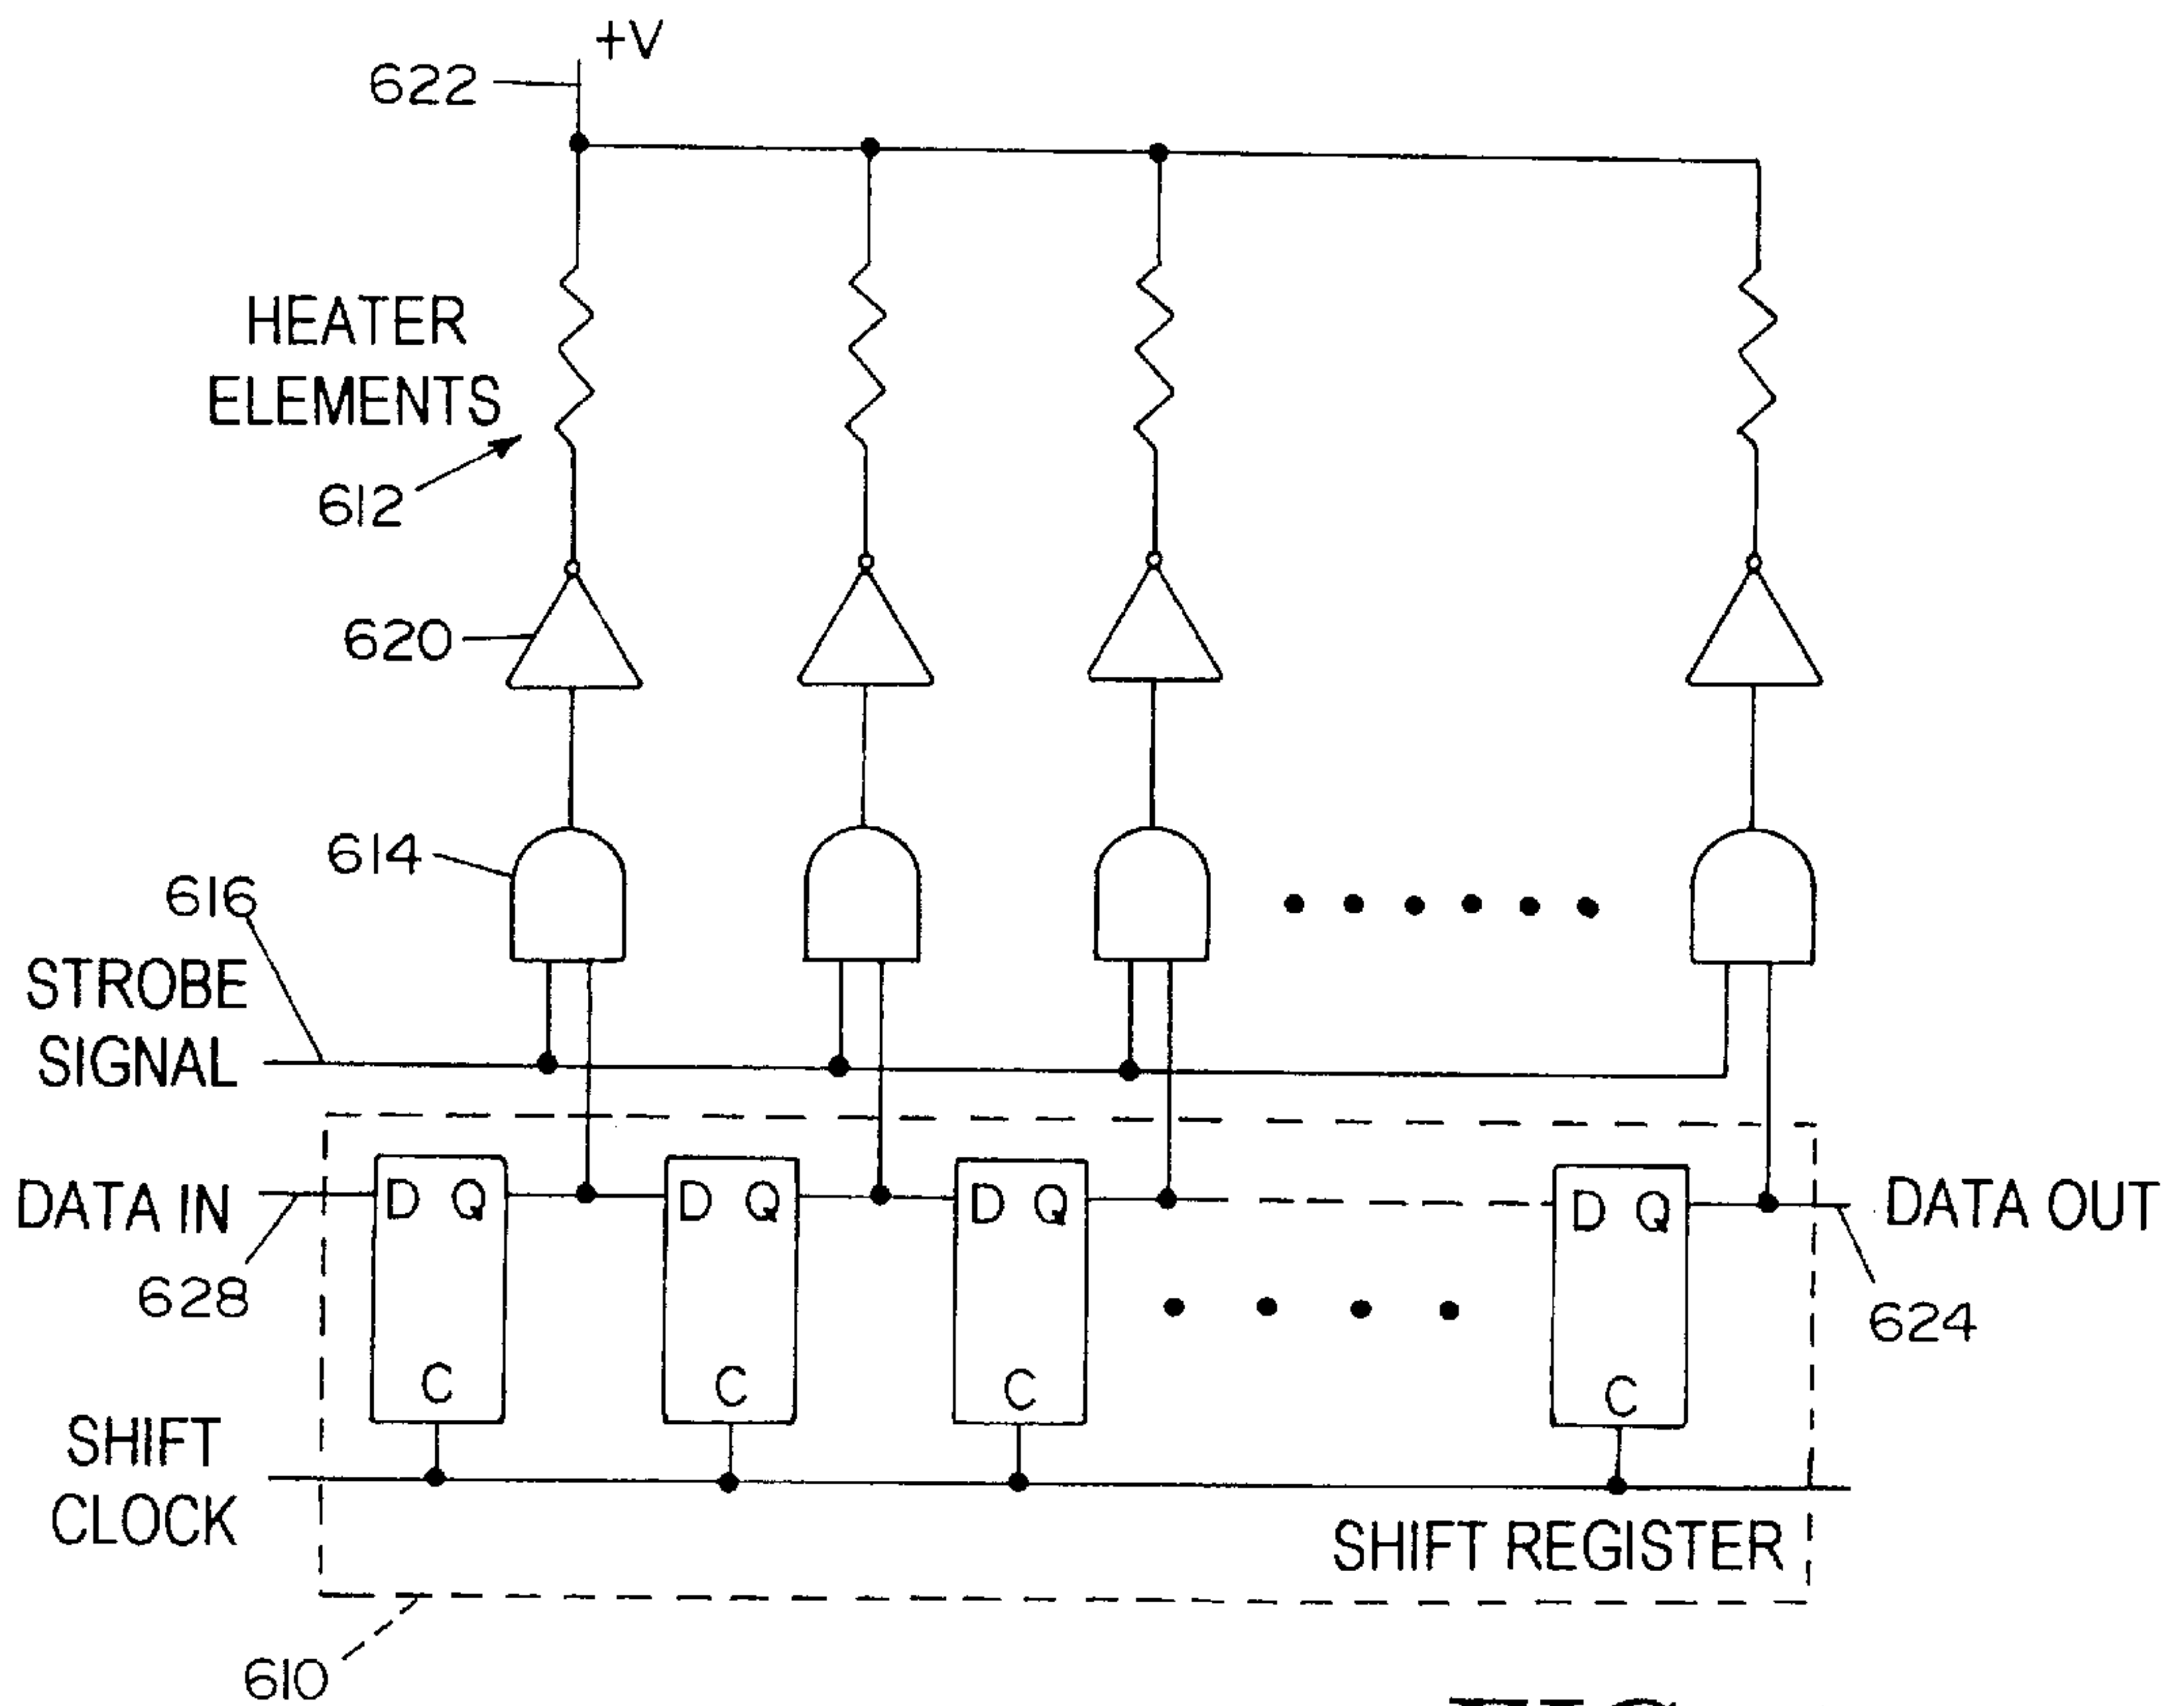 +V
622
HEATER
ELEMENTS
612
620
614
616
STROBE
SIGNAL
DATA IN
D Q
D Q
D Q
D Q
DATA OUT
628
624
C
C
C
C
SHIFT
CLOCK
SHIFT REGISTER
610